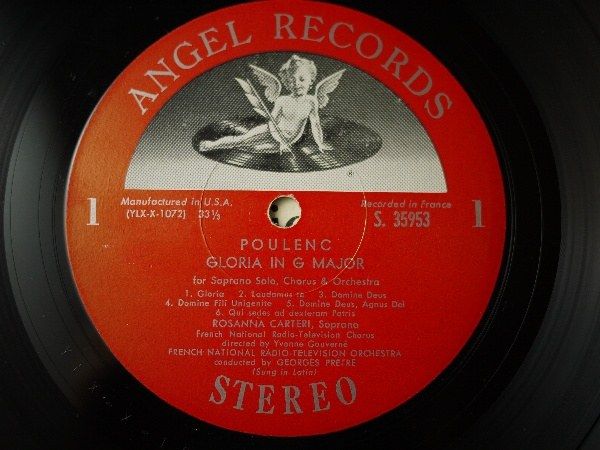 ANGEL RECORDS
®
Manufactured in U.S.A. Recorded in France
1 (YLX-X-1072) 33⅓ S. 35953 1
POULENC
GLORIA IN G MAJOR
for Soprano Solo, Chorus & Orchestra
1. Gloria 2. Laudamus te 3. Domine Deus
4. Domine Fili Unigenite 5. Domine Deus, Agnus Dei
6. Qui sedes ad dexteram Patris
ROSANNA CARTERI, Soprano
French National Radio-Television Chorus
directed by Yvonne Gouverné
FRENCH NATIONAL RADIO-TELEVISION ORCHESTRA
conducted by GEORGES PRETRE
(Sung in Latin)
STEREO